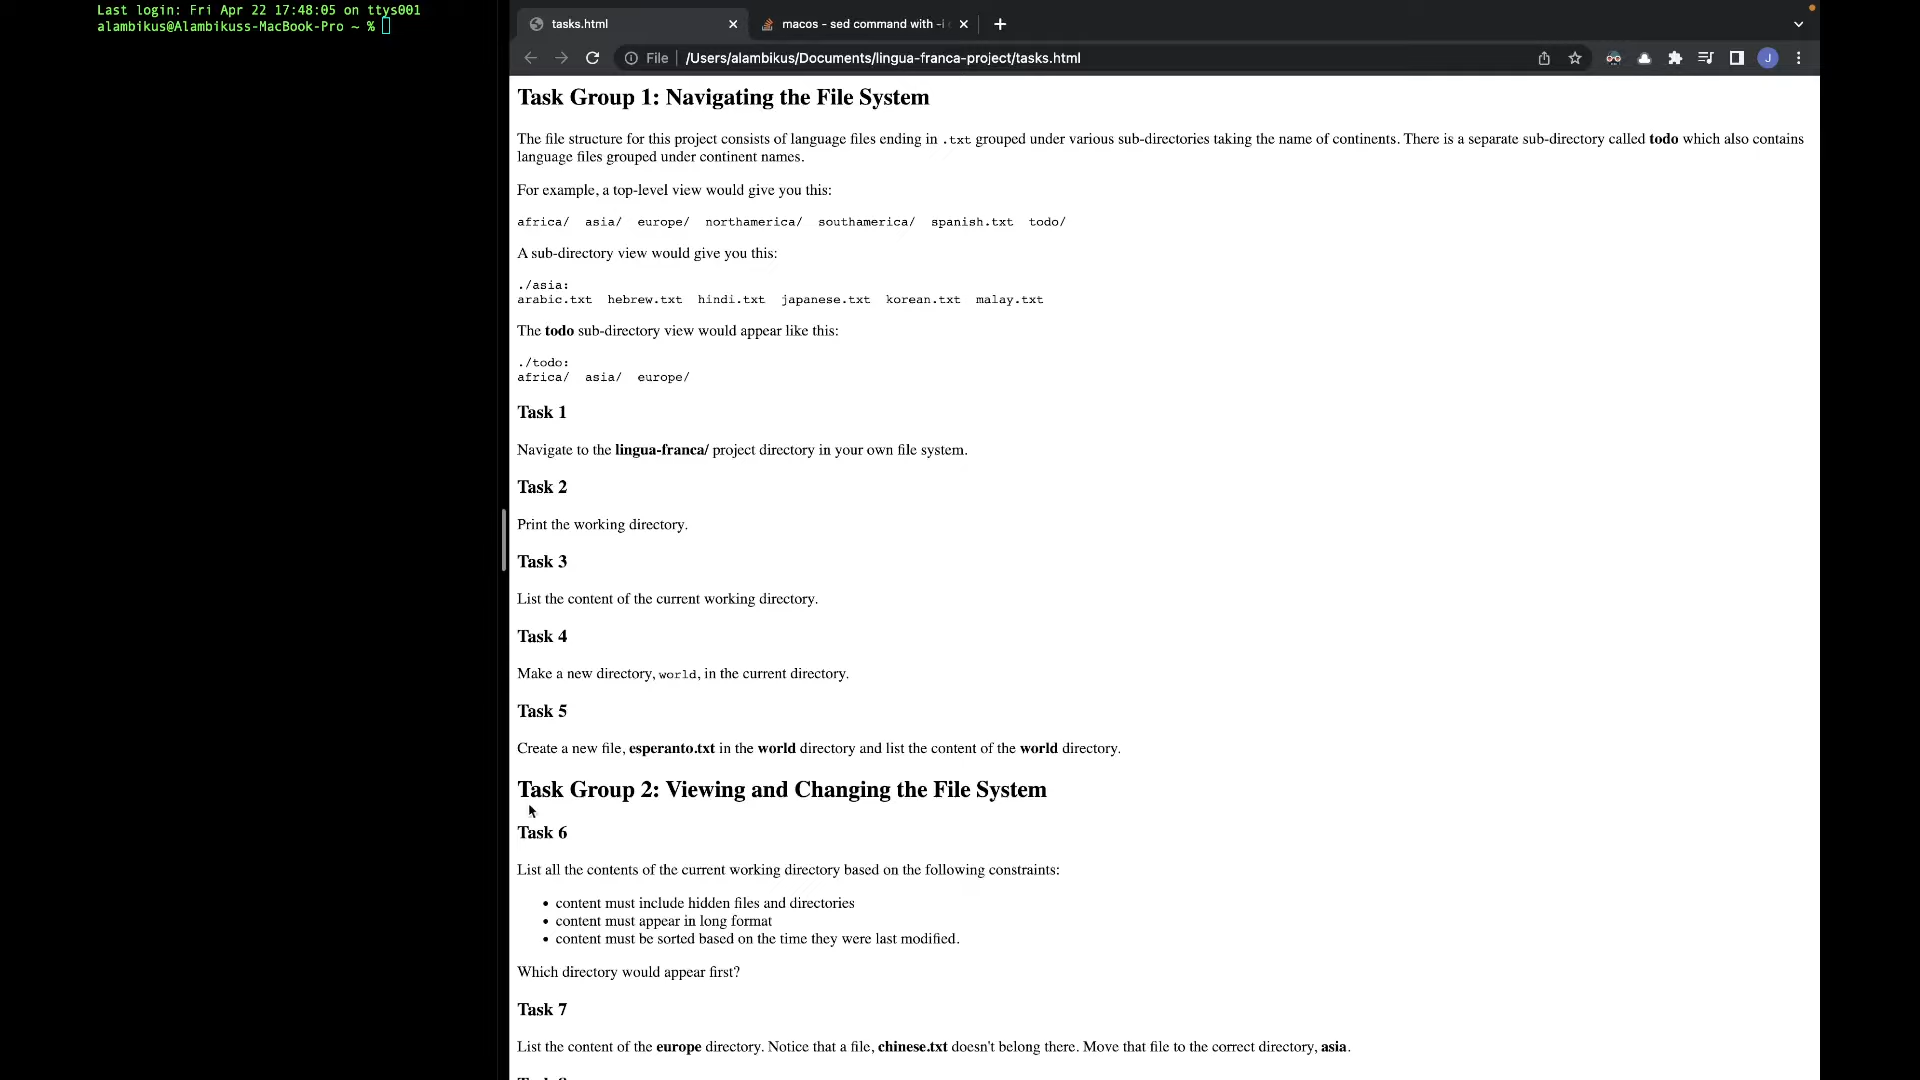 Last login: Fri Apr 22 17:48:05 on ttys001
alambikus@Alambikuss-MacBook-Pro ~ %
tasks.html
macos - sed command with -i
File
/Users/alambikus/Documents/lingua-franca-project/tasks.html
J
Task Group 1: Navigating the File System
The file structure for this project consists of language files ending in .txt grouped under various sub-directories taking the name of continents. There is a separate sub-directory called todo which also contains
language files grouped under continent names.
For example, a top-level view would give you this:
africa/  asia/  europe/  northamerica/  southamerica/  spanish.txt  todo/
A sub-directory view would give you this:
./asia:
arabic.txt  hebrew.txt  hindi.txt  japanese.txt  korean.txt  malay.txt
The todo sub-directory view would appear like this:
./todo:
africa/  asia/  europe/
Task 1
Navigate to the lingua-franca/ project directory in your own file system.
Task 2
Print the working directory.
Task 3
List the content of the current working directory.
Task 4
Make a new directory, world, in the current directory.
Task 5
Create a new file, esperanto.txt in the world directory and list the content of the world directory.
Task Group 2: Viewing and Changing the File System
Task 6
List all the contents of the current working directory based on the following constraints:
• content must include hidden files and directories
• content must appear in long format
• content must be sorted based on the time they were last modified.
Which directory would appear first?
Task 7
List the content of the europe directory. Notice that a file, chinese.txt doesn't belong there. Move that file to the correct directory, asia.